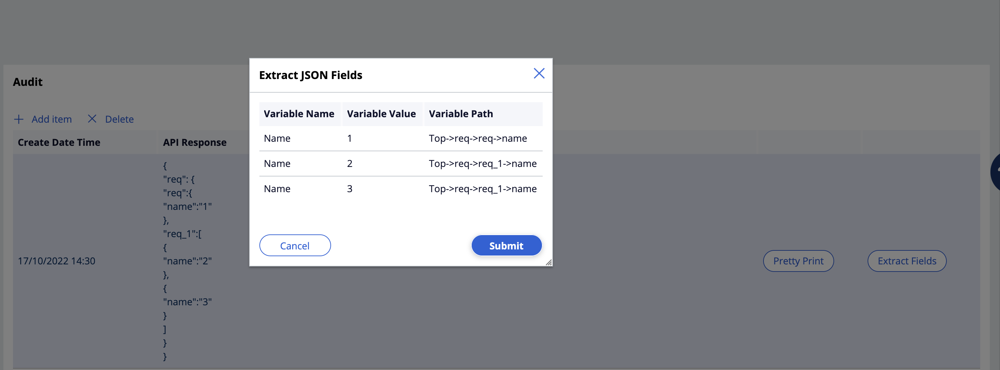 Audit
Add item Delete
Create Date Time API Response
17/10/2022 14:30
{
"req": {
"req":{
"name":"1"
},
"req_1":[
{
"name":"2"
},
{
"name":"3"
}
]
}
}
Pretty Print Extract Fields
Extract JSON Fields
Variable Name Variable Value Variable Path
Name 1 Top->req->req->name
Name 2 Top->req->req_1->name
Name 3 Top->req->req_1->name
Cancel Submit